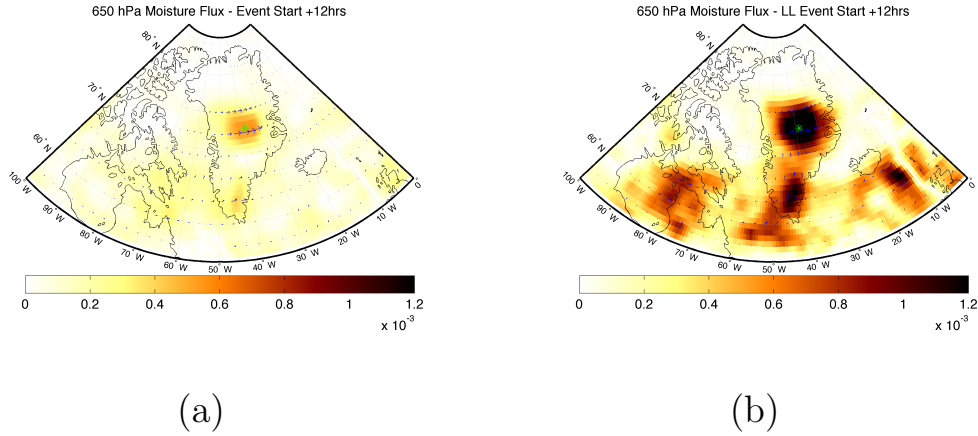 650 hPa Moisture Flux - Event Start +12hrs
80° N
70° N
60° N
100° W
90° W
80° W
70° W
60° W
50° W
40° W
30° W
20° W
10° W
0°
0 0.2 0.4 0.6 0.8 1 1.2
x 10⁻³
(a)
650 hPa Moisture Flux - LL Event Start +12hrs
80° N
70° N
60° N
100° W
90° W
80° W
70° W
60° W
50° W
40° W
30° W
20° W
10° W
0°
0 0.2 0.4 0.6 0.8 1 1.2
x 10⁻³
(b)